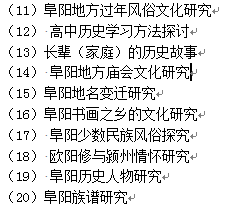 （11）阜阳地方过年风俗文化研究
（12）高中历史学习方法探讨
（13）长辈（家庭）的历史故事
（14）阜阳地方庙会文化研究
（15）阜阳地名变迁研究
（16）阜阳书画之乡的文化研究
（17）阜阳少数民族风俗探究
（18）欧阳修与颍州情怀研究
（19）阜阳历史人物研究
（20）阜阳族谱研究